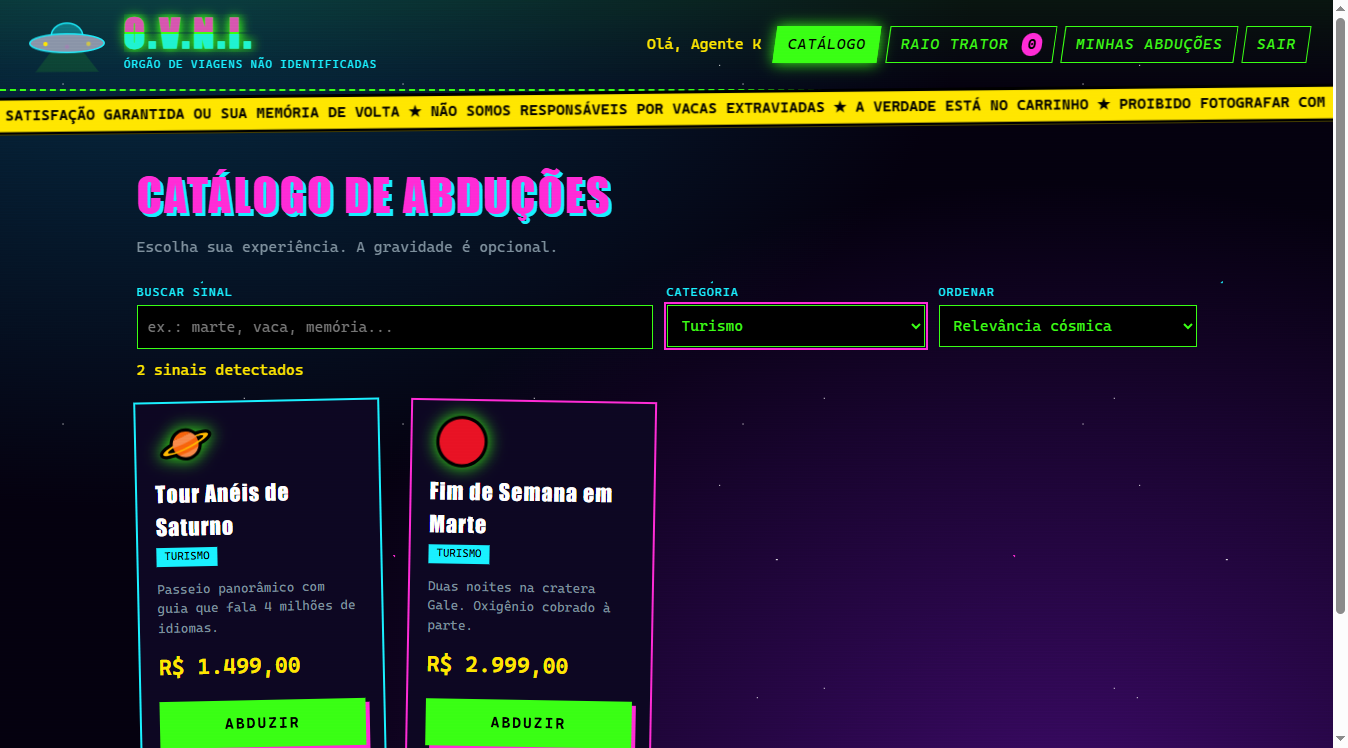 O.V.N.I.
ÓRGÃO DE VIAGENS NÃO IDENTIFICADAS
Olá, Agente K
CATÁLOGO
RAIO TRATOR 0
MINHAS ABDUÇÕES
SAIR
SATISFAÇÃO GARANTIDA OU SUA MEMÓRIA DE VOLTA ★ NÃO SOMOS RESPONSÁVEIS POR VACAS EXTRAVIADAS ★ A VERDADE ESTÁ NO CARRINHO ★ PROIBIDO FOTOGRAFAR COM
CATÁLOGO DE ABDUÇÕES
Escolha sua experiência. A gravidade é opcional.
BUSCAR SINAL
ex.: marte, vaca, memória...
CATEGORIA
Turismo
ORDENAR
Relevância cósmica
2 sinais detectados
Tour Anéis de
Saturno
TURISMO
Passeio panorâmico com
guia que fala 4 milhões de
idiomas.
R$ 1.499,00
ABDUZIR
Fim de Semana em
Marte
TURISMO
Duas noites na cratera
Gale. Oxigênio cobrado à
parte.
R$ 2.999,00
ABDUZIR